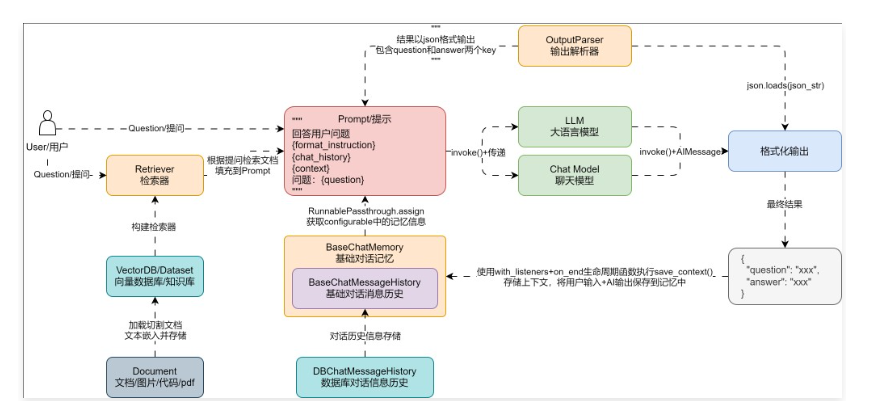 """
结果以json格式输出
包含question和answer两个key
"""
OutputParser
输出解析器
json.loads(json_str)
User/用户
Question/提问
Question/提问
Retriever
检索器
根据提问检索文档
填充到Prompt
Prompt/提示
"""
回答用户问题
{format_instruction}
{chat_history}
{context}
问题：{question}
"""
invoke()+传递
LLM
大语言模型
Chat Model
聊天模型
invoke()+AIMessage
格式化输出
最终结果
{
"question": "xxx",
"answer": "xxx"
}
构建检索器
VectorDB/Dataset
向量数据库/知识库
加载切割文档
文本嵌入并存储
Document
文档/图片/代码/pdf
RunnablePassthrough.assign
获取configurable中的记忆信息
BaseChatMemory
基础对话记忆
BaseChatMessageHistory
基础对话消息历史
使用with_listeners+on_end生命周期函数执行save_context()
存储上下文，将用户输入+AI输出保存到记忆中
对话历史信息存储
DBChatMessageHistory
数据库对话信息历史